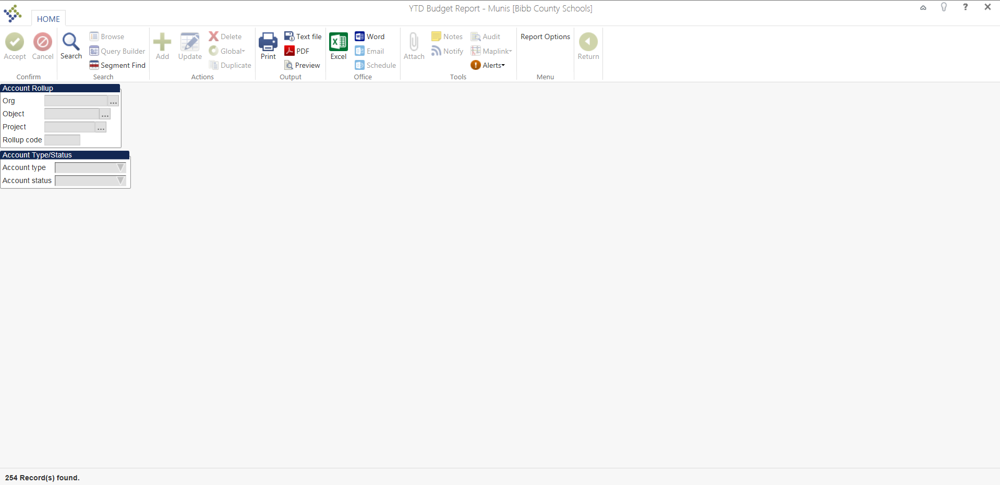 YTD Budget Report - Munis [Bibb County Schools]
?
HOME
Accept
Cancel
Confirm
Search
Browse
Query Builder
Segment Find
Search
Add
Update
Delete
Global
Duplicate
Actions
Print
Text file
PDF
Preview
Output
Excel
Word
Email
Schedule
Office
Attach
Notes
Notify
Audit
Maplink
Alerts
Tools
Report Options
Menu
Return
Account Rollup
Org ...
Object ...
Project ...
Rollup code
Account Type/Status
Account type
Account status
254 Record(s) found.